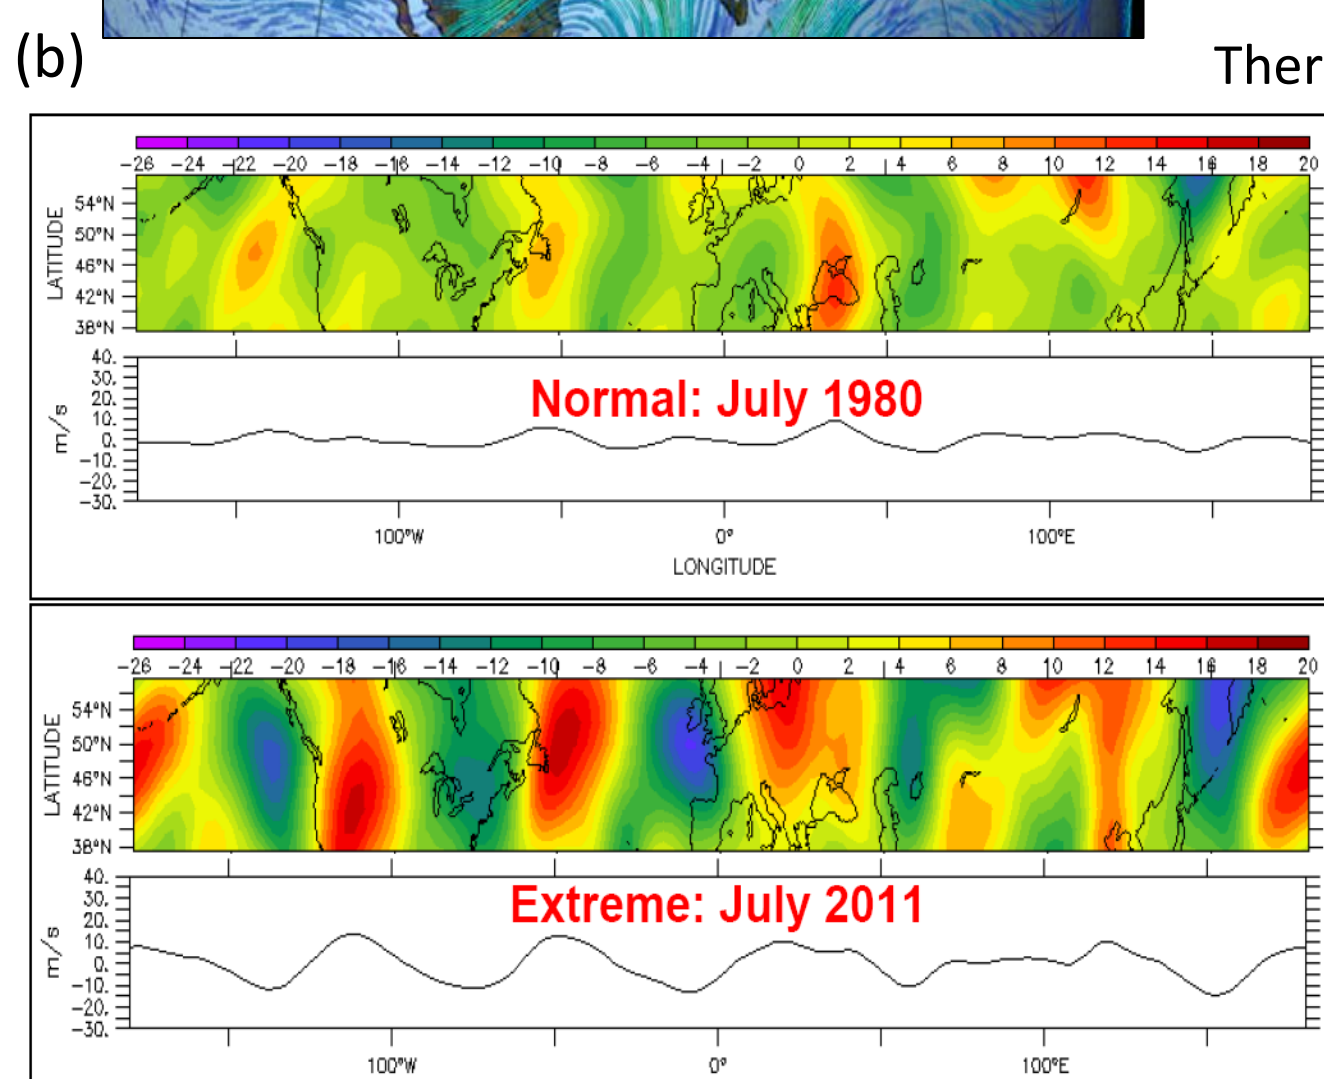 (b)
Ther
−26 −24 −22 −20 −18 −16 −14 −12 −10 −8 −6 −4 −2 0 2 4 6 8 10 12 14 16 18 20
LATITUDE
54°N
50°N
46°N
42°N
38°N
Normal: July 1980
m/s
40.
30.
20.
10.
0.
−10.
−20.
−30.
100°W 0° 100°E
LONGITUDE
−26 −24 −22 −20 −18 −16 −14 −12 −10 −8 −6 −4 −2 0 2 4 6 8 10 12 14 16 18 20
LATITUDE
54°N
50°N
46°N
42°N
38°N
Extreme: July 2011
m/s
40.
30.
20.
10.
0.
−10.
−20.
−30.
100°W 0° 100°E